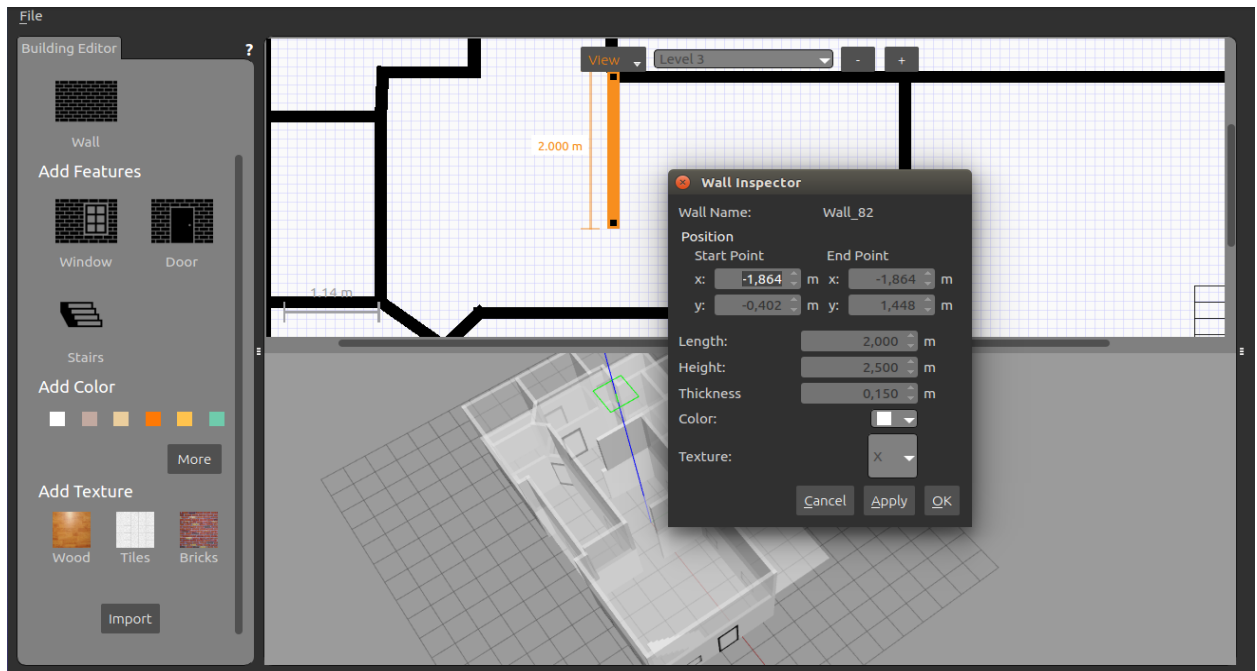 File
Building Editor
?
Wall
Add Features
Window Door
Stairs
Add Color
More
Add Texture
Wood Tiles Bricks
Import
View Level 3 - +
2.000 m
1.14 m
Wall Inspector
Wall Name: Wall_82
Position
Start Point End Point
x: -1,864 m x: -1,864 m
y: -0,402 m y: 1,448 m
Length: 2,000 m
Height: 2,500 m
Thickness 0,150 m
Color:
Texture: X
Cancel Apply OK